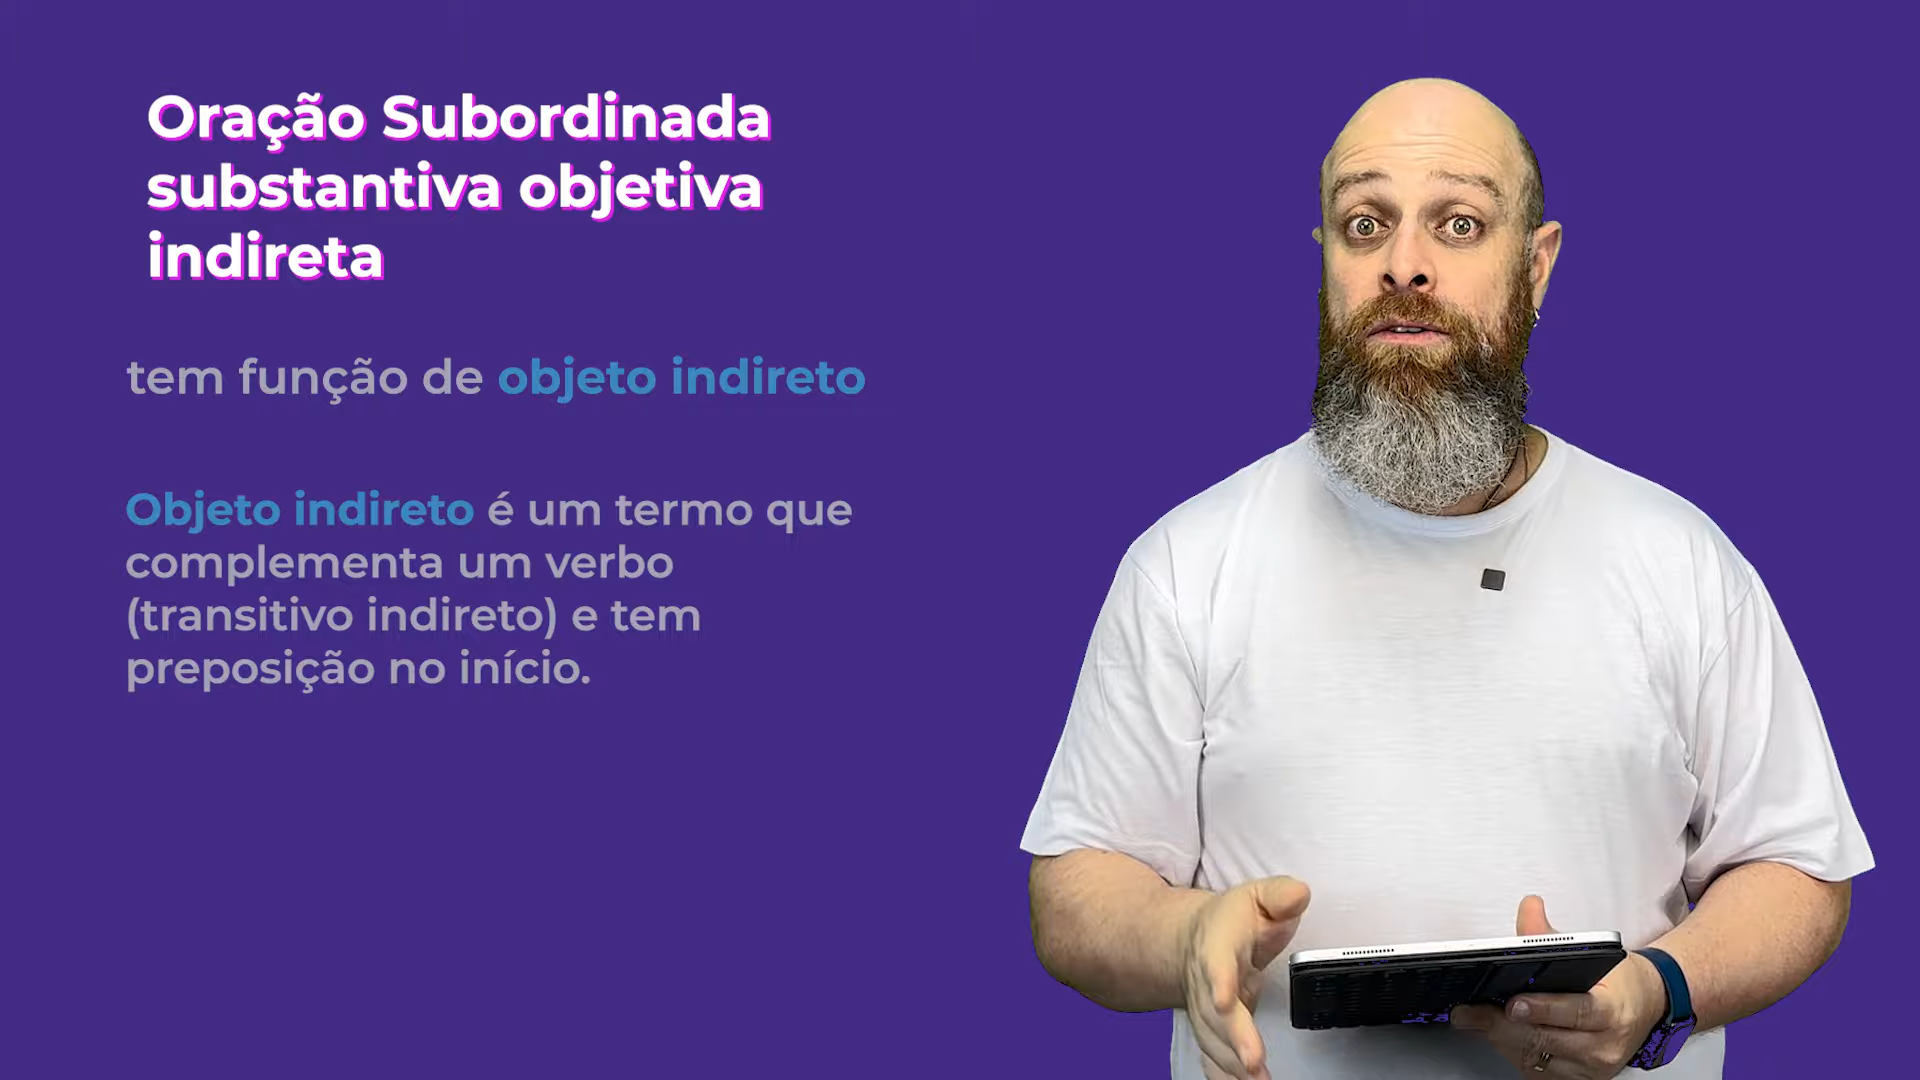 Oração Subordinada
substantiva objetiva
indireta
tem função de objeto indireto
Objeto indireto é um termo que
complementa um verbo
(transitivo indireto) e tem
preposição no início.